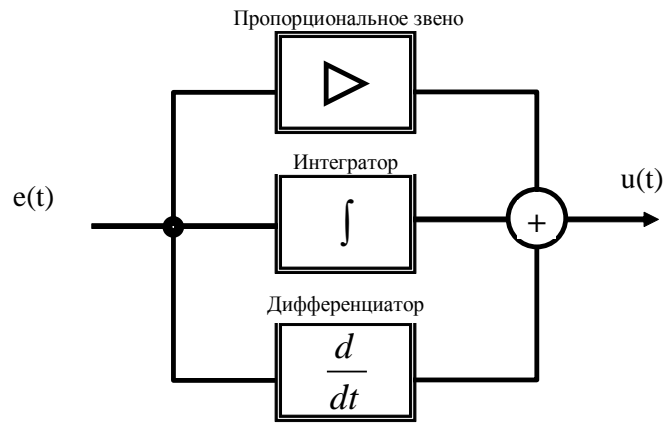 Пропорциональное звено
Интегратор
e(t)
∫
u(t)
+
Дифференциатор
d
dt